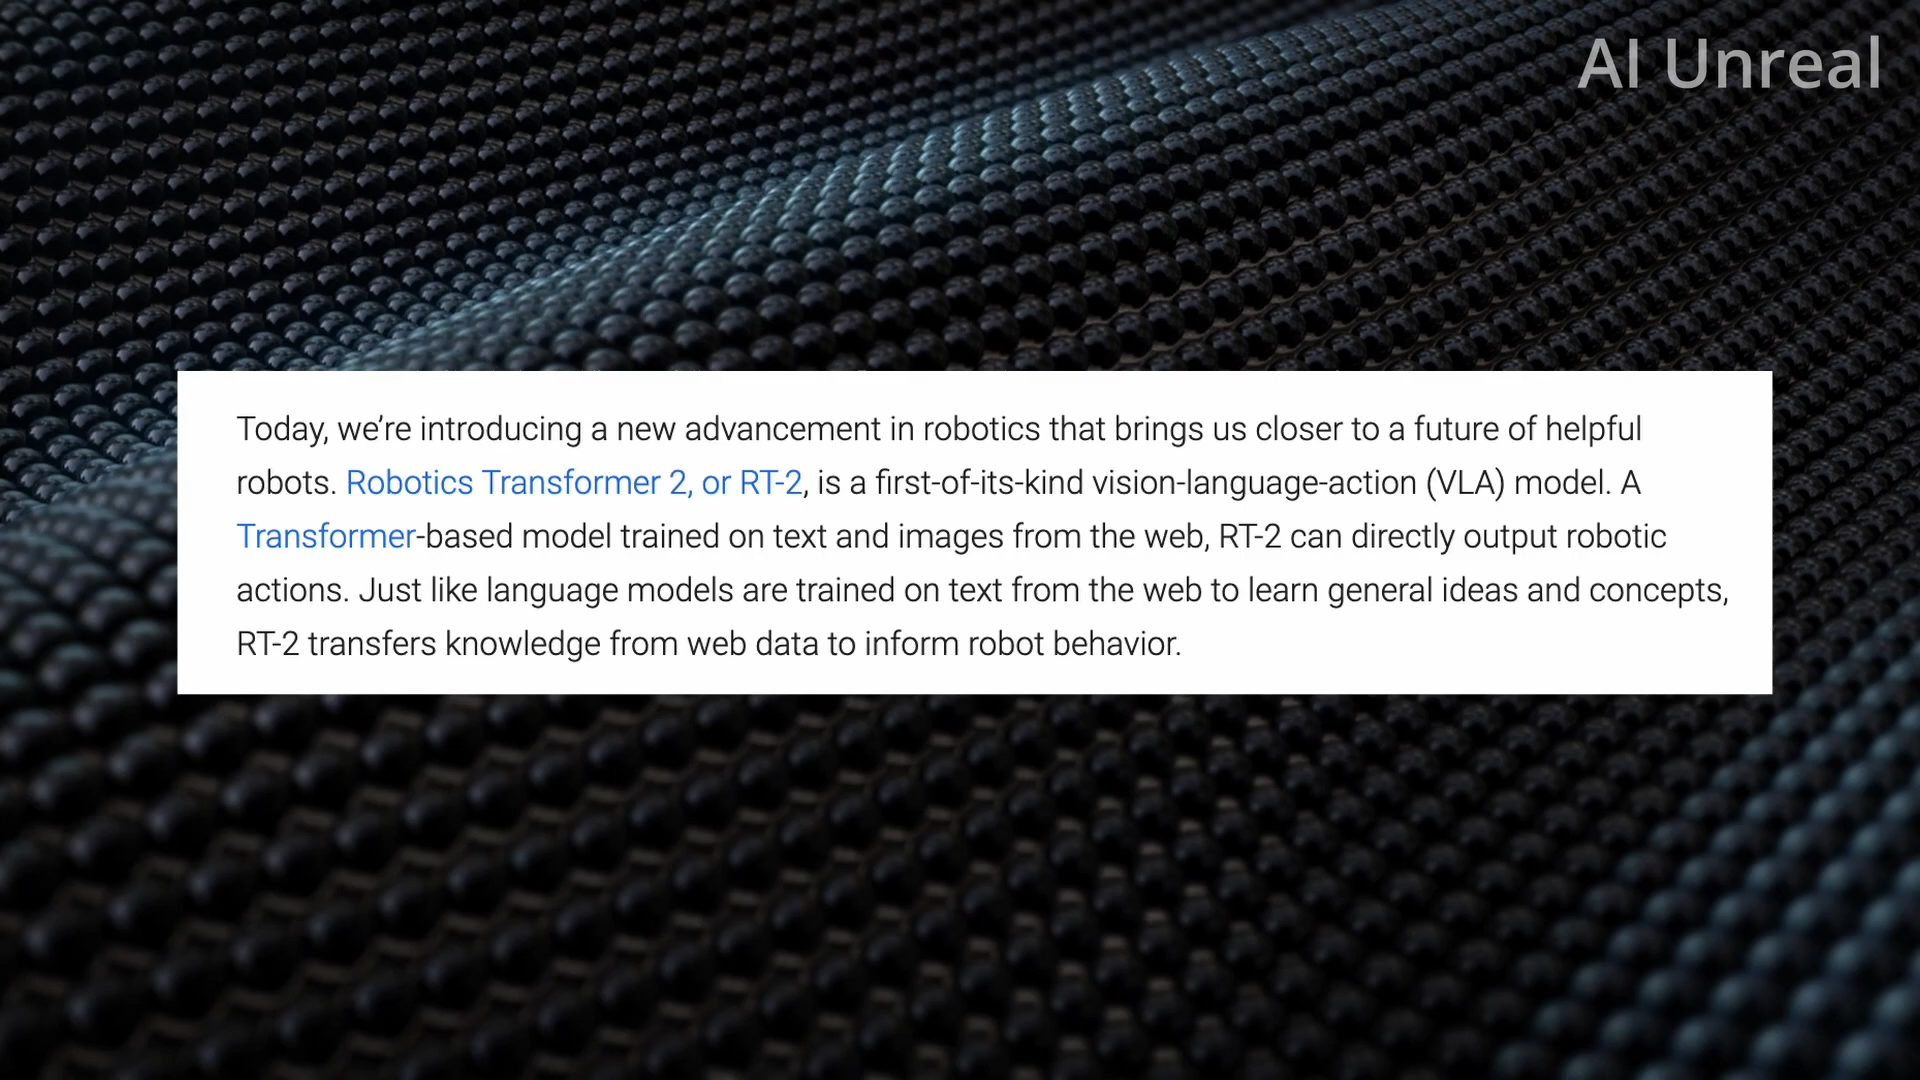 AI Unreal
Today, we’re introducing a new advancement in robotics that brings us closer to a future of helpful
robots. Robotics Transformer 2, or RT-2, is a first-of-its-kind vision-language-action (VLA) model. A
Transformer-based model trained on text and images from the web, RT-2 can directly output robotic
actions. Just like language models are trained on text from the web to learn general ideas and concepts,
RT-2 transfers knowledge from web data to inform robot behavior.